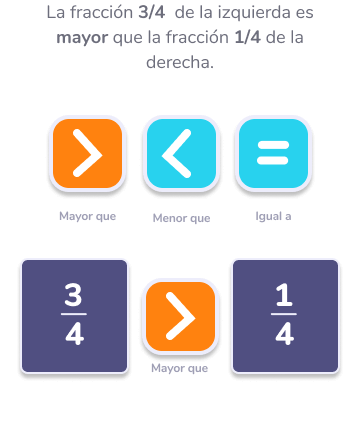 La fracción 3/4 de la izquierda es
mayor que la fracción 1/4 de la
derecha.
> < =
Mayor que Menor que Igual a
3/4 > 1/4
Mayor que